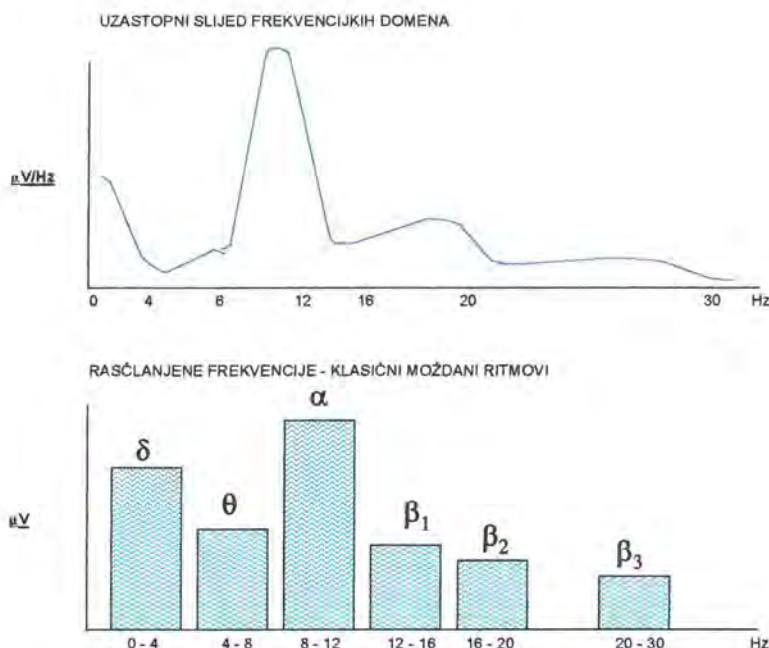 UZASTOPNI SLIJED FREKVENCIJKIH DOMENA
µV/Hz
0 4 8 12 16 20 30 Hz
RASČLANJENE FREKVENCIJE - KLASIČNI MOŽDANI RITMOVI
δ θ α β₁ β₂ β₃
µV
0 - 4 4 - 8 8 - 12 12 - 16 16 - 20 20 - 30 Hz